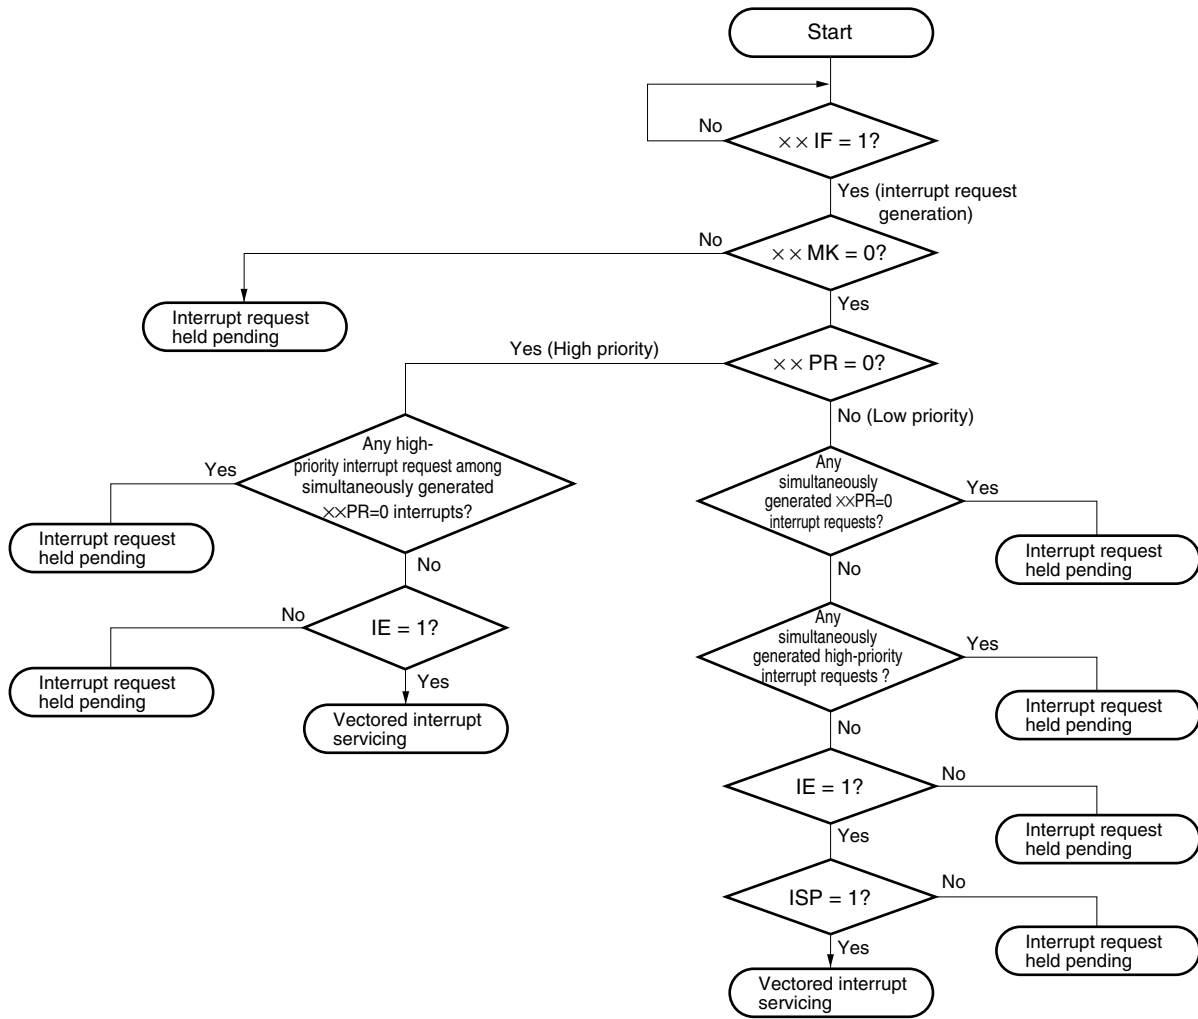 Start
No
×× IF = 1?
Yes (interrupt request
generation)
No
×× MK = 0?
Interrupt request
held pending
Yes
Yes (High priority)
×× PR = 0?
No (Low priority)
Any high-
priority interrupt request among
simultaneously generated
××PR=0 interrupts?
Yes
Interrupt request
held pending
No
No
IE = 1?
Interrupt request
held pending
Yes
Vectored interrupt
servicing
Any
simultaneously
generated ××PR=0
interrupt requests?
Yes
Interrupt request
held pending
No
Any
simultaneously
generated high-priority
interrupt requests ?
Yes
Interrupt request
held pending
No
IE = 1?
No
Interrupt request
held pending
Yes
ISP = 1?
No
Interrupt request
held pending
Yes
Vectored interrupt
servicing